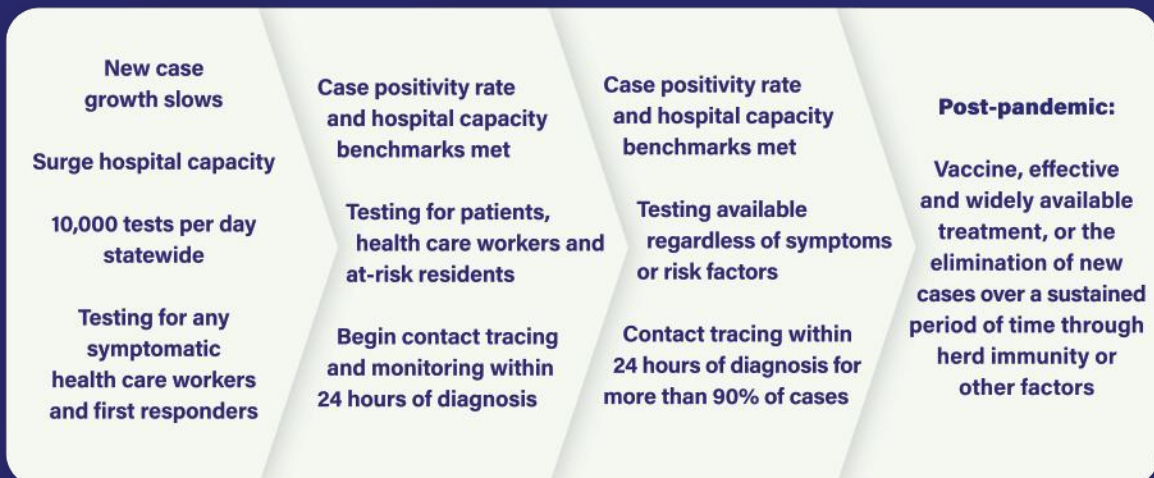 New case
growth slows
Surge hospital capacity
10,000 tests per day
statewide
Testing for any
symptomatic
health care workers
and first responders
Case positivity rate
and hospital capacity
benchmarks met
Testing for patients,
health care workers and
at-risk residents
Begin contact tracing
and monitoring within
24 hours of diagnosis
Case positivity rate
and hospital capacity
benchmarks met
Testing available
regardless of symptoms
or risk factors
Contact tracing within
24 hours of diagnosis for
more than 90% of cases
Post-pandemic:
Vaccine, effective
and widely available
treatment, or the
elimination of new
cases over a sustained
period of time through
herd immunity or
other factors